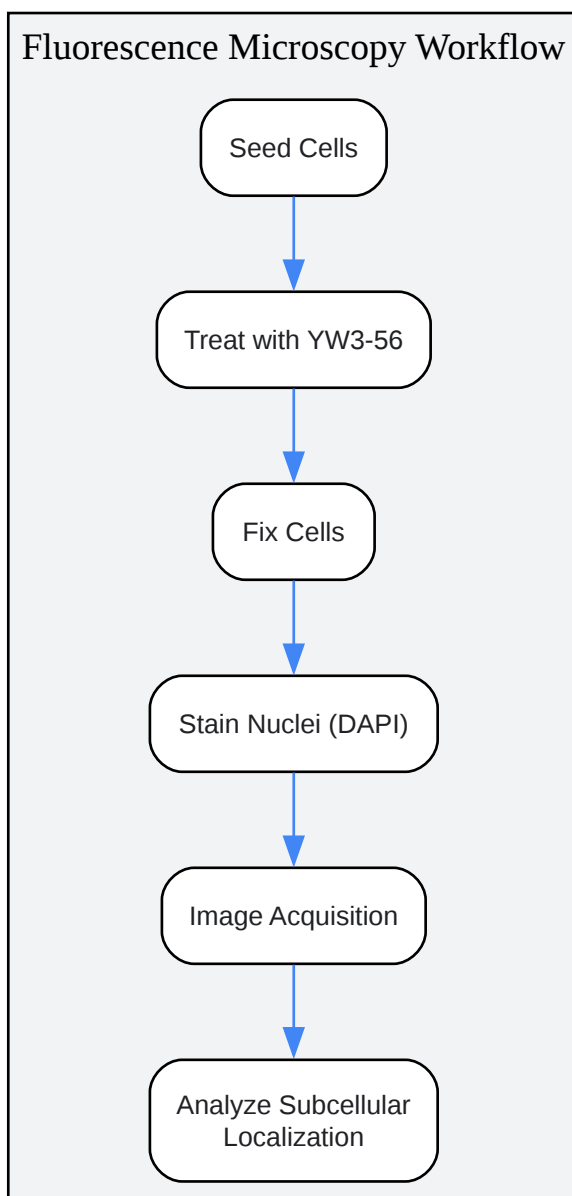 Fluorescence Microscopy Workflow
Seed Cells
Treat with YW3-56
Fix Cells
Stain Nuclei (DAPI)
Image Acquisition
Analyze Subcellular
Localization